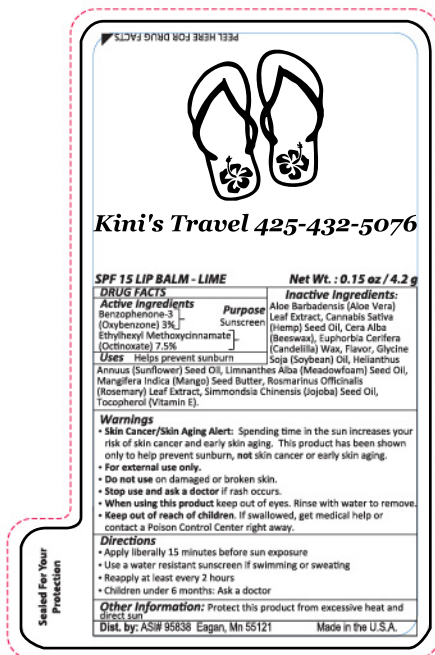 PEEL HERE FOR DRUG FACTS
Kini's Travel 425-432-5076
SPF 15 LIP BALM - LIME Net Wt. : 0.15 oz / 4.2 g
DRUG FACTS
Active Ingredients
Benzophenone-3
(Oxybenzone) 3%
Ethylhexyl Methoxycinnamate
(Octinoxate) 7.5%
Purpose
Sunscreen
Uses Helps prevent sunburn
Inactive Ingredients:
Aloe Barbadensis (Aloe Vera)
Leaf Extract, Cannabis Sativa
(Hemp) Seed Oil, Cera Alba
(Beeswax), Euphorbia Cerifera
(Candelilla) Wax, Flavor, Glycine
Soja (Soybean) Oil, Helianthus
Annuus (Sunflower) Seed Oil, Limnanthes Alba (Meadowfoam) Seed Oil,
Mangifera Indica (Mango) Seed Butter, Rosmarinus Officinalis
(Rosemary) Leaf Extract, Simmondsia Chinensis (Jojoba) Seed Oil,
Tocopherol (Vitamin E).
Warnings
• Skin Cancer/Skin Aging Alert: Spending time in the sun increases your
risk of skin cancer and early skin aging. This product has been shown
only to help prevent sunburn, not skin cancer or early skin aging.
• For external use only.
• Do not use on damaged or broken skin.
• Stop use and ask a doctor if rash occurs.
• When using this product keep out of eyes. Rinse with water to remove.
• Keep out of reach of children. If swallowed, get medical help or
contact a Poison Control Center right away.
Directions
• Apply liberally 15 minutes before sun exposure
• Use a water resistant sunscreen if swimming or sweating
• Reapply at least every 2 hours
• Children under 6 months: Ask a doctor
Other Information: Protect this product from excessive heat and
direct sun
Dist. by: ASI# 95838 Eagan, Mn 55121 Made in the U.S.A.
Sealed For Your
Protection